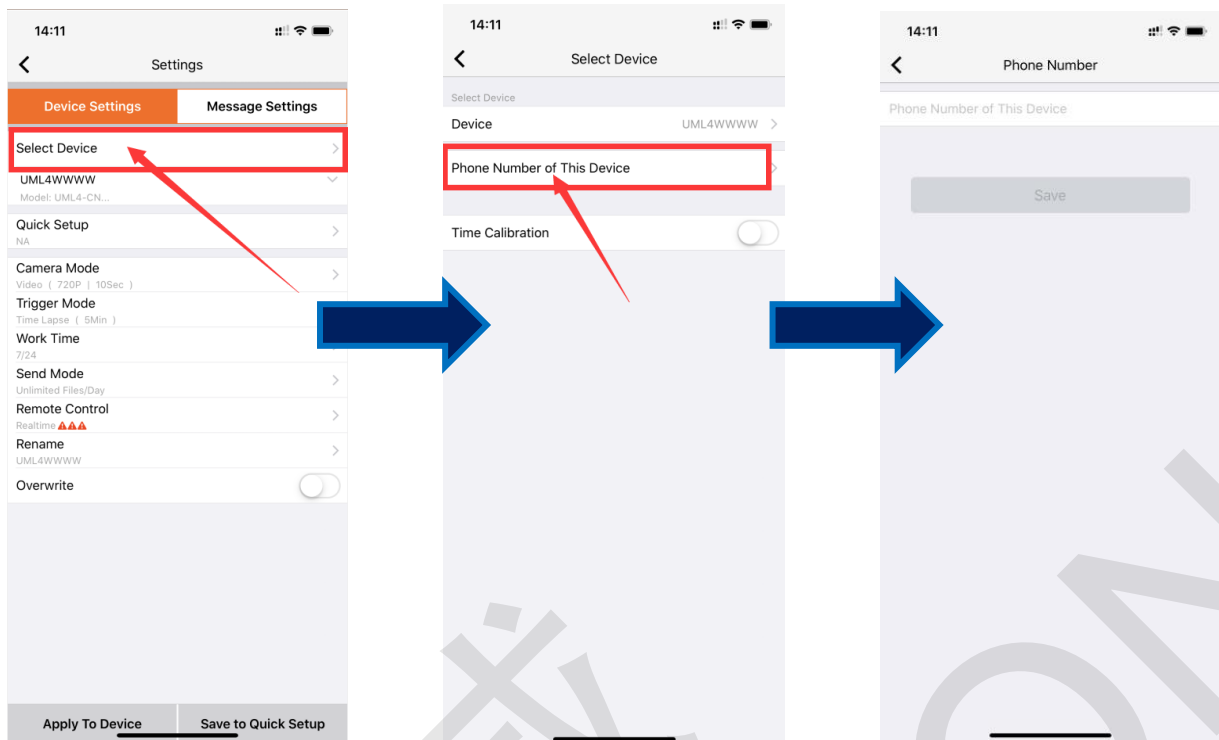 14:11
Settings
Device Settings
Message Settings
Select Device
UML4WWWW
Model: UML4-CN...
Quick Setup
NA
Camera Mode
Video ( 720P | 10Sec )
Trigger Mode
Time Lapse ( 5Min )
Work Time
7/24
Send Mode
Unlimited Files/Day
Remote Control
Realtime
Rename
UML4WWWW
Overwrite
Apply To Device
Save to Quick Setup
14:11
Select Device
Select Device
Device UML4WWWW
Phone Number of This Device
Time Calibration
14:11
Phone Number
Phone Number of This Device
Save